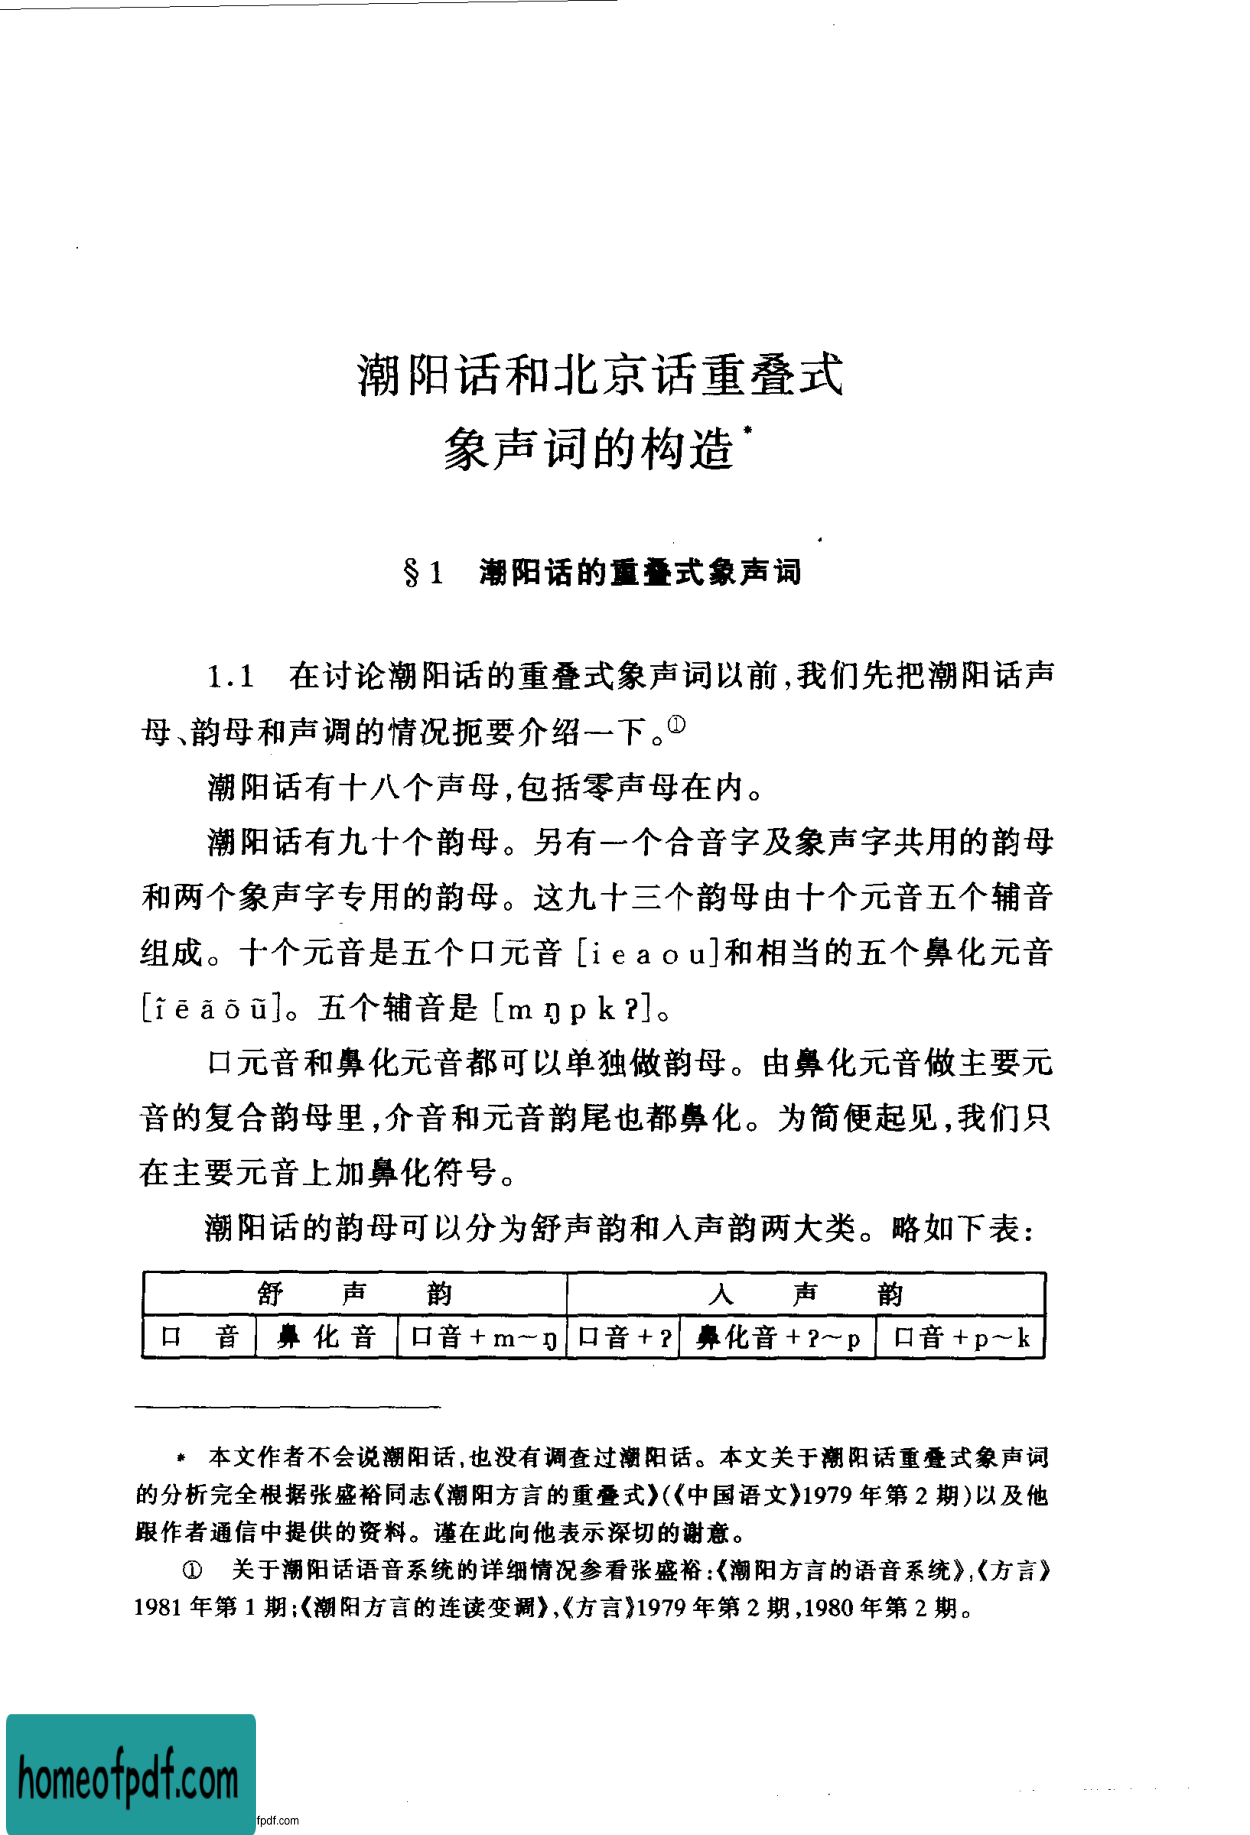 潮阳话和北京话重叠式
象声词的构造*
§1 潮阳话的重叠式象声词
1.1 在讨论潮阳话的重叠式象声词以前,我们先把潮阳话声
母、韵母和声调的情况扼要介绍一下。①
潮阳话有十八个声母,包括零声母在内。
潮阳话有九十个韵母。另有一个合音字及象声字共用的韵母
和两个象声字专用的韵母。这九十三个韵母由十个元音五个辅音
组成。十个元音是五个口元音[i e a o u]和相当的五个鼻化元音
[ĩ ẽ ã õ ũ]。五个辅音是[m ŋ p k ʔ]。
口元音和鼻化元音都可以单独做韵母。由鼻化元音做主要元
音的复合韵母里,介音和元音韵尾也都鼻化。为简便起见,我们只
在主要元音上加鼻化符号。
潮阳话的韵母可以分为舒声韵和入声韵两大类。略如下表:
舒 声 韵 入 声 韵
口 音 鼻 化 音 口音+m~ŋ 口音+ʔ 鼻化音+ʔ~p 口音+p~k
* 本文作者不会说潮阳话,也没有调查过潮阳话。本文关于潮阳话重叠式象声词
的分析完全根据张盛裕同志《潮阳方言的重叠式》(《中国语文》1979年第2期)以及他
跟作者通信中提供的资料。谨在此向他表示深切的谢意。
① 关于潮阳话语音系统的详细情况参看张盛裕:《潮阳方言的语音系统》,《方言》
1981年第1期;《潮阳方言的连读变调》,《方言》1979年第2期,1980年第2期。
homeofpdf.com
fpdf.com